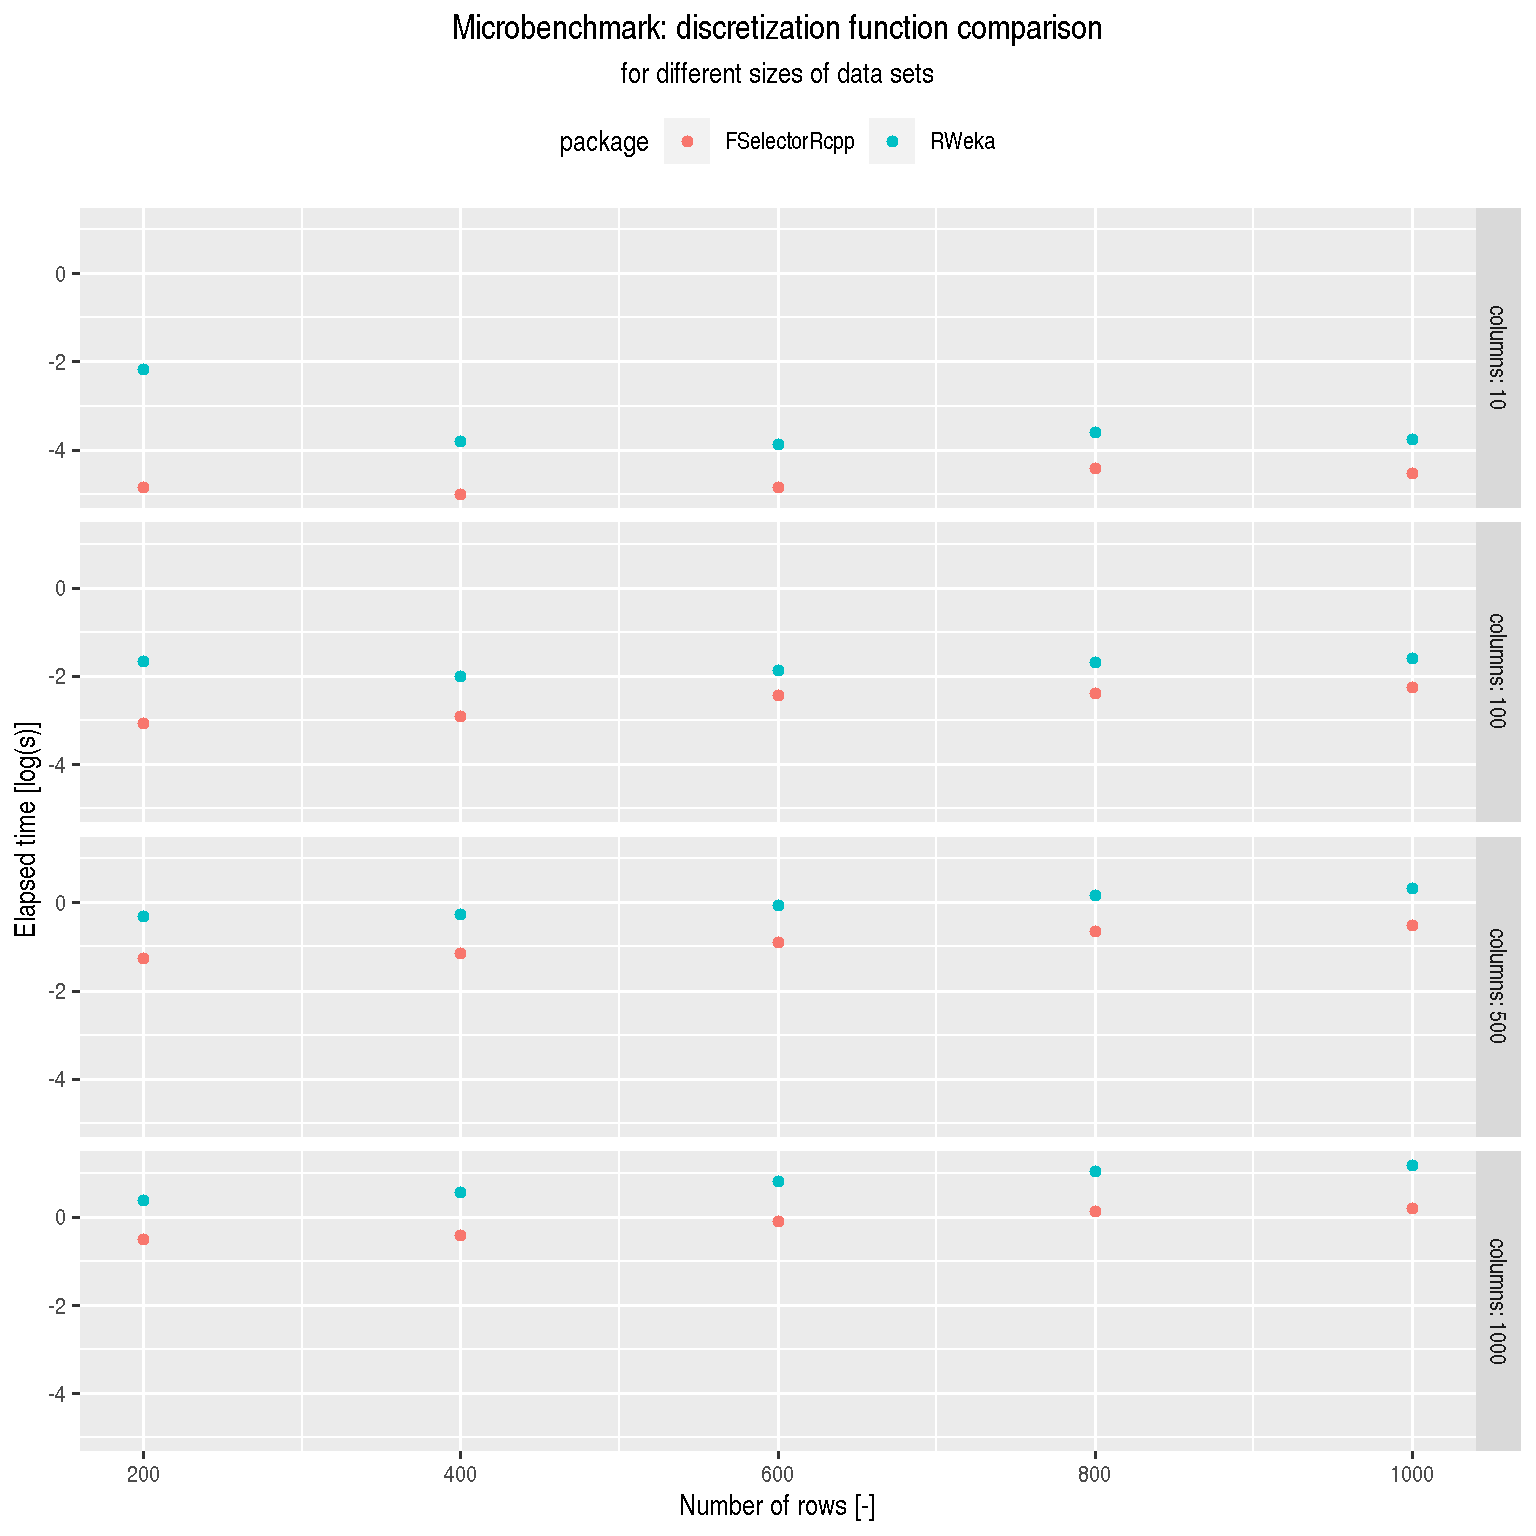 Microbenchmark: discretization function comparison
for different sizes of data sets
package FSelectorRcpp RWeka
Elapsed time [log(s)]
0
-2
-4
columns: 10
0
-2
-4
columns: 100
0
-2
-4
columns: 500
0
-2
-4
columns: 1000
200 400 600 800 1000
Number of rows [-]